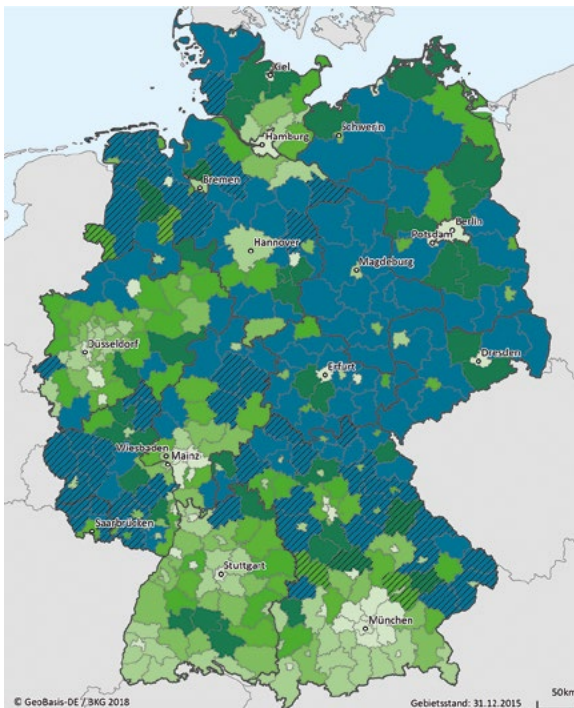 Kiel
Schwerin
Hamburg
Bremen
Berlin
Potsdam
Hannover
Magdeburg
Düsseldorf
Dresden
Erfurt
Wiesbaden
Mainz
Saarbrücken
Stuttgart
München
50km
© GeoBasis-DE / BKG 2018
Gebietsstand: 31.12.2015